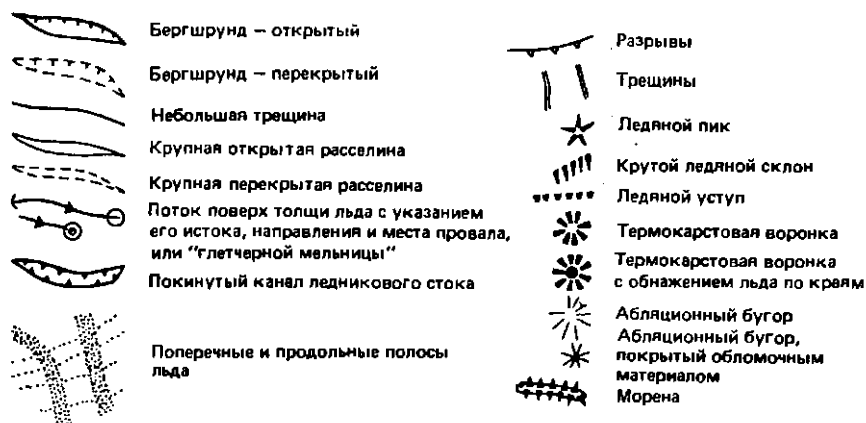 Бергшрунд – открытый
Бергшрунд – перекрытый
Небольшая трещина
Крупная открытая расселина
Крупная перекрытая расселина
Поток поверх толщи льда с указанием
его истока, направления и места провала,
или "глетчерной мельницы"
Покинутый канал ледникового стока
Поперечные и продольные полосы
льда
Разрывы
Трещины
Ледяной пик
Крутой ледяной склон
Ледяной уступ
Термокарстовая воронка
Термокарстовая воронка
с обнажением льда по краям
Абляционный бугор
Абляционный бугор,
покрытый обломочным
материалом
Морена